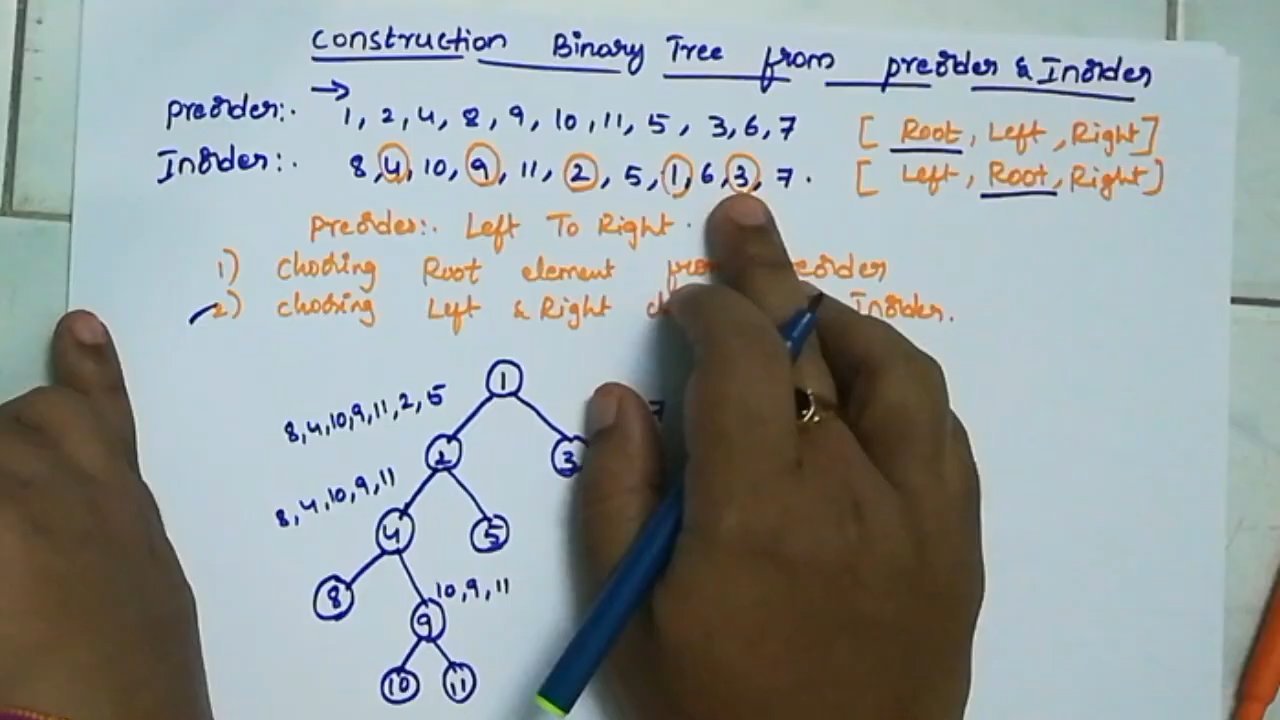 Construction Binary Tree from preorder & Inorder
Preorder:. 1, 2, 4, 8, 9, 10, 11, 5, 3, 6, 7 [Root, Left, Right]
Inorder:. 8, 4, 10, 9, 11, 2, 5, 1, 6, 3, 7. [Left, Root, Right]
preorder:. Left To Right.
1) choosing Root element
2) choosing Left & Right Inorder.
1
8, 4, 10, 9, 11, 2, 5
7
2 3
8, 4, 10, 9, 11
4 5
8 10, 9, 11
9
10 11